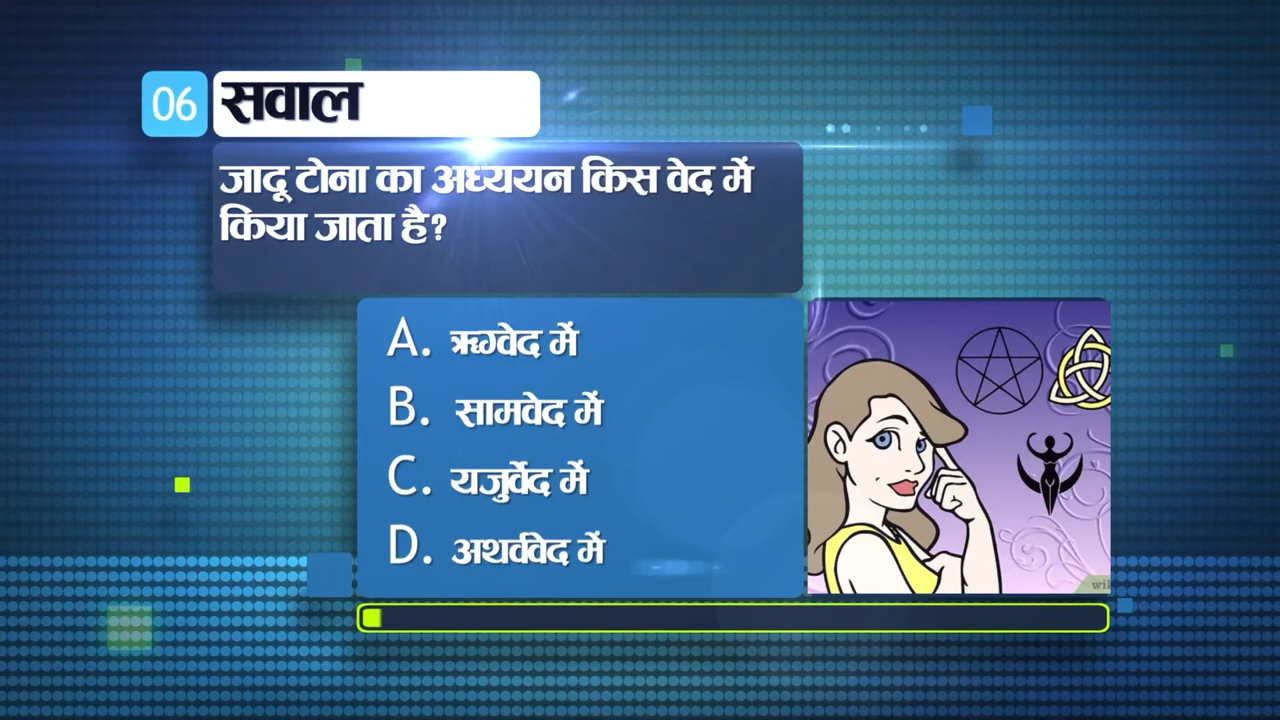 06 सवाल
जादू टोना का अध्ययन किस वेद में
किया जाता है?
A. ऋग्वेद में
B. सामवेद में
C. यजुर्वेद में
D. अथर्ववेद में